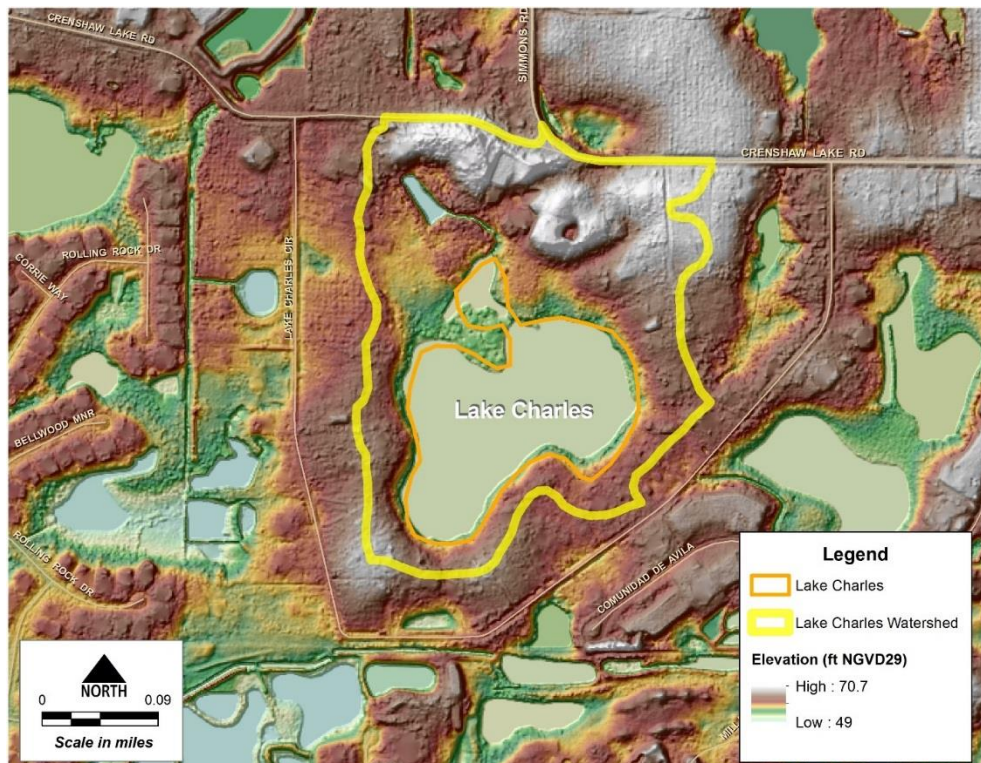 CRENSHAW LAKE RD
SIMMONS RD
CRENSHAW LAKE RD
ROLLING ROCK DR
CORRIE WAY
LAKE CHARLES CIR
Lake Charles
BELLWOOD MNR
ROLLING ROCK DR
COMUNIDAD DE AVILA
Legend
Lake Charles
Lake Charles Watershed
Elevation (ft NGVD29)
High : 70.7
Low : 49
NORTH
0 0.09
Scale in miles